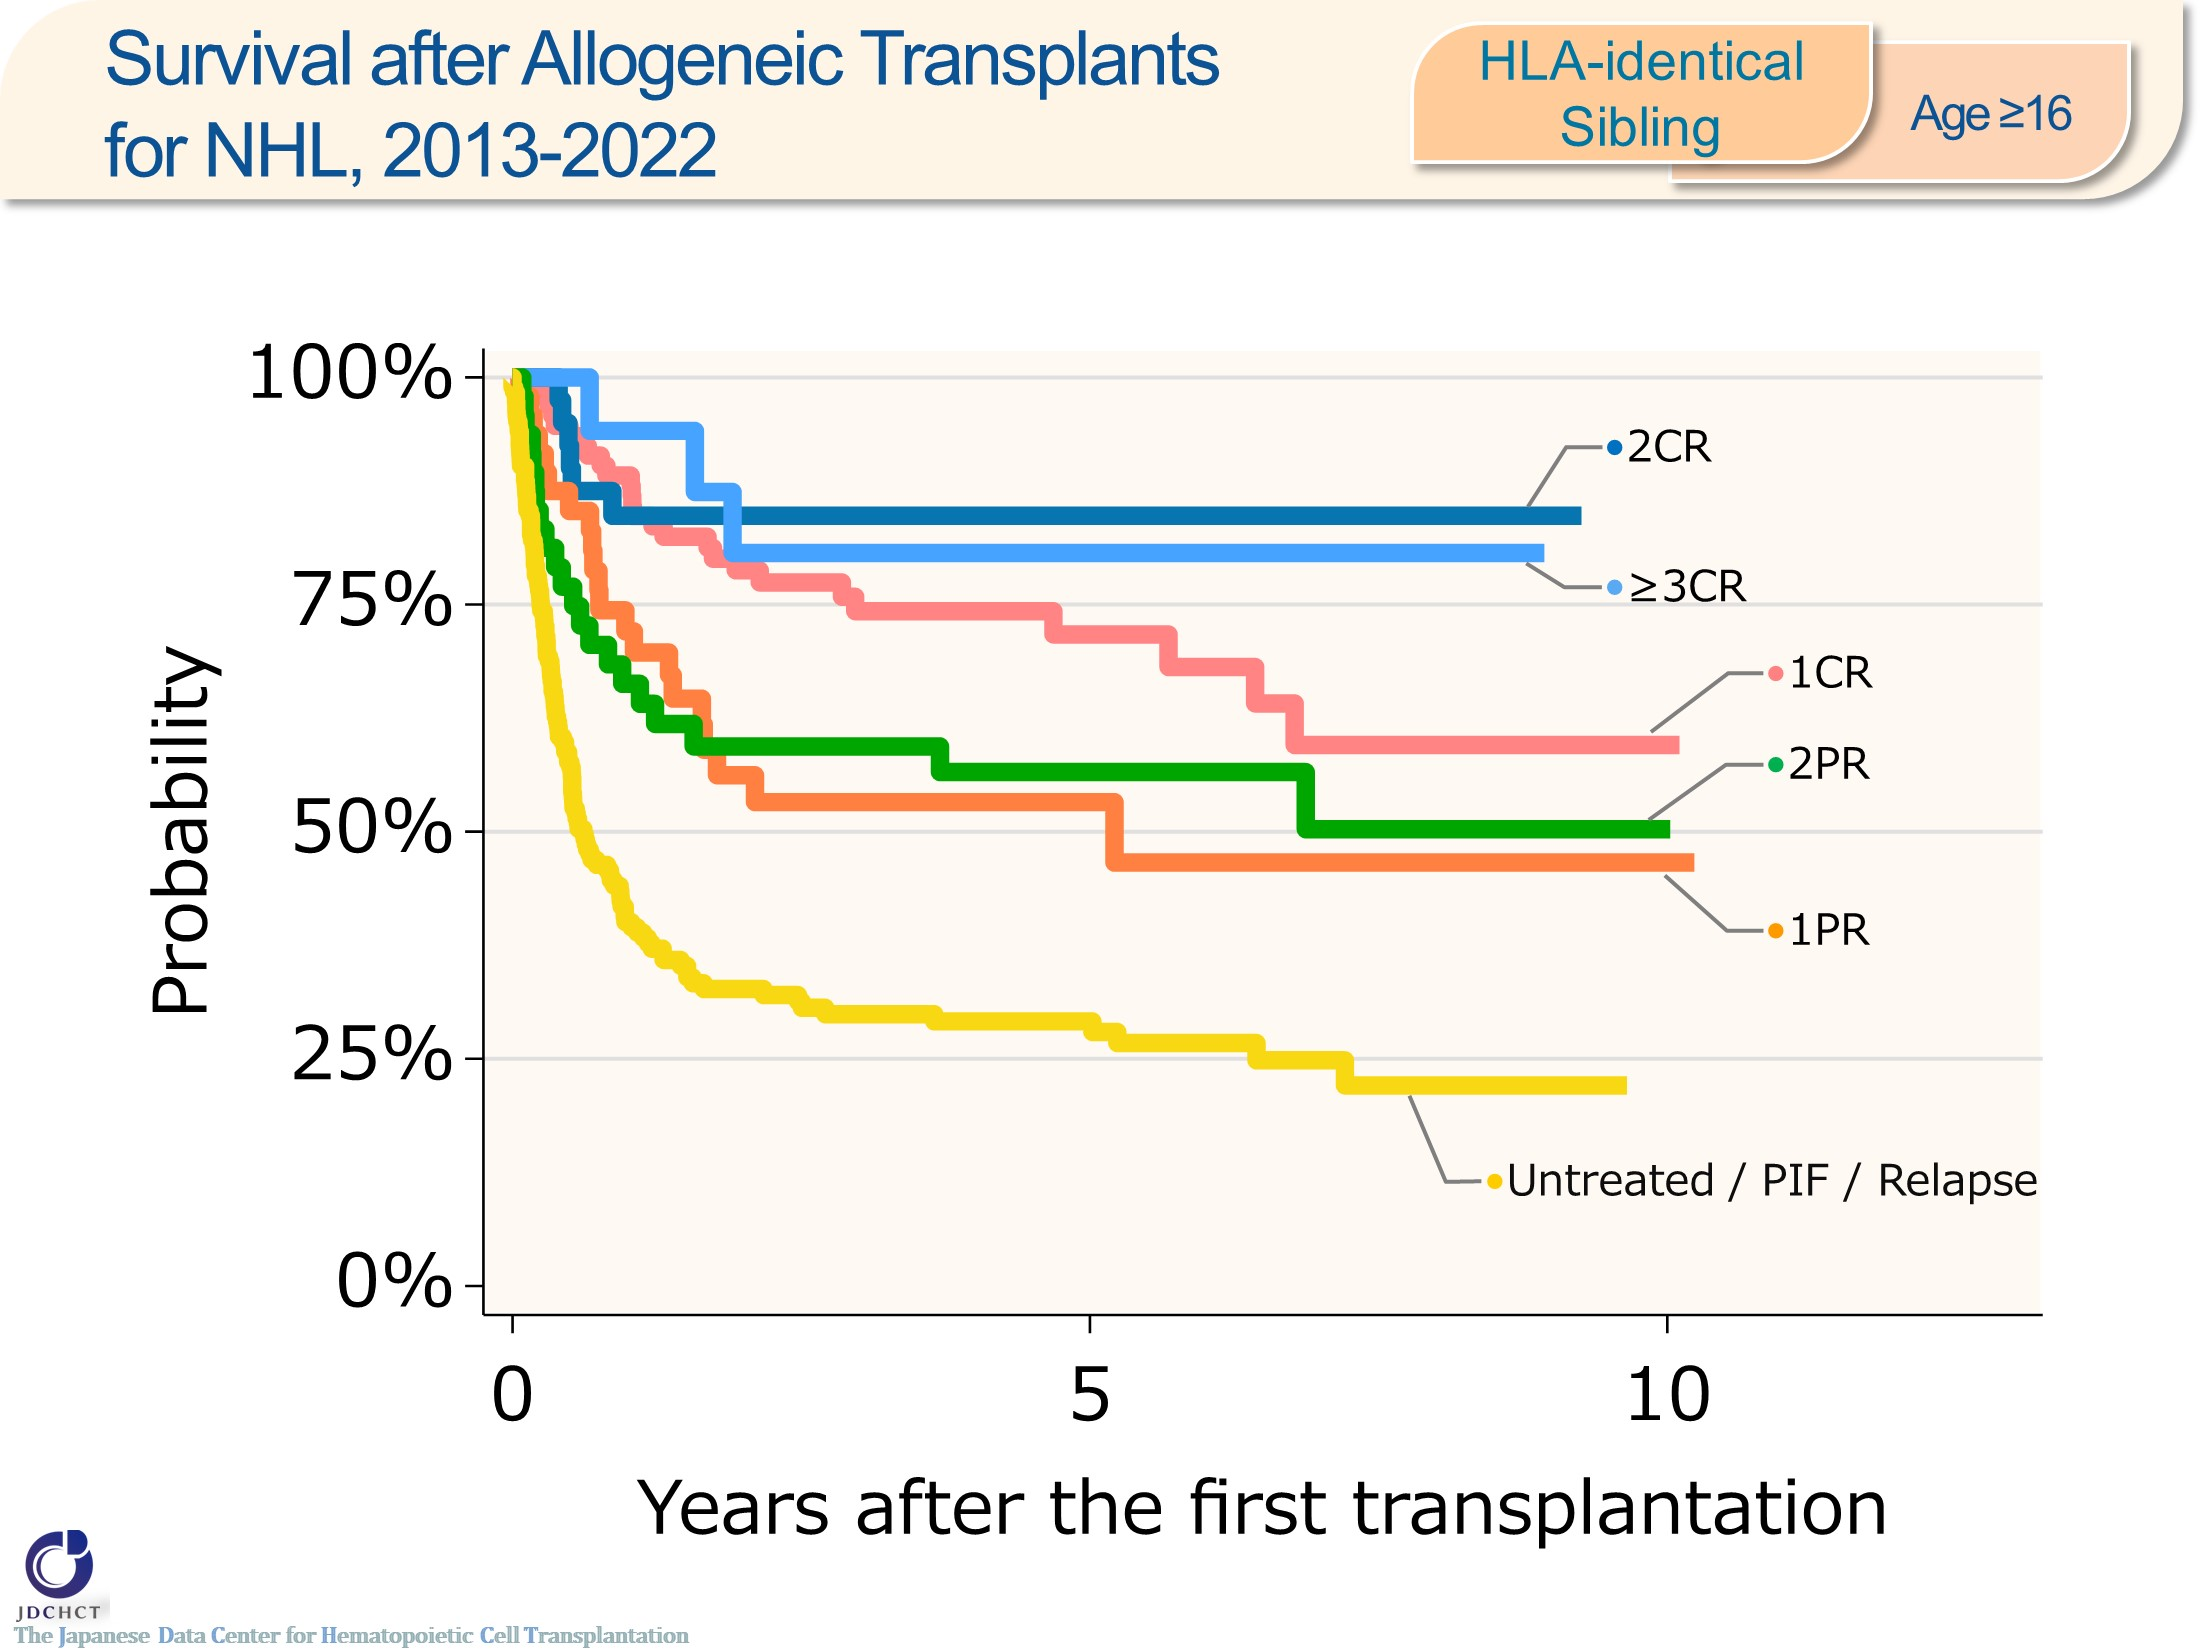 Survival after Allogeneic Transplants
for NHL, 2013-2022
HLA-identical
Sibling
Age ≥16
100%
75%
50%
25%
0%
Probability
2CR
≥3CR
1CR
2PR
1PR
Untreated / PIF / Relapse
0
5
10
Years after the first transplantation
JDCHCT
The Japanese Data Center for Hematopoietic Cell Transplantation